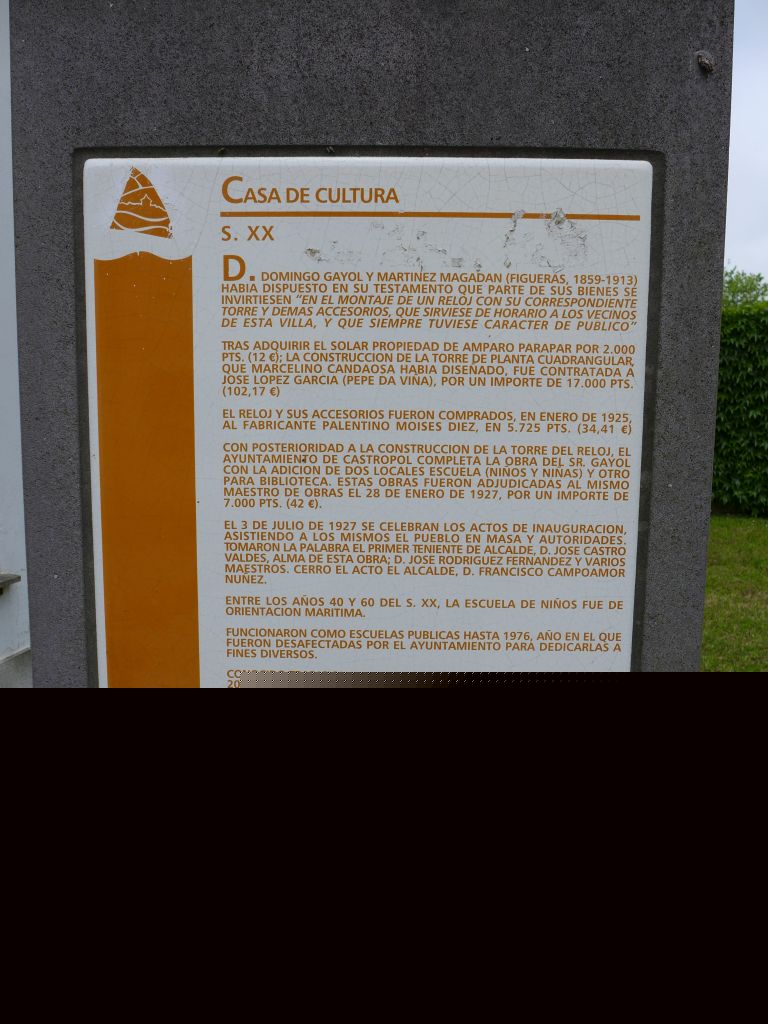 CASA DE CULTURA
S. XX
D. DOMINGO GAYOL Y MARTINEZ MAGADAN (FIGUERAS, 1859-1913)
HABIA DISPUESTO EN SU TESTAMENTO QUE PARTE DE SUS BIENES SE
INVIRTIESEN "EN EL MONTAJE DE UN RELOJ CON SU CORRESPONDIENTE
TORRE Y DEMAS ACCESORIOS, QUE SIRVIESE DE HORARIO A LOS VECINOS
DE ESTA VILLA, Y QUE SIEMPRE TUVIESE CARACTER DE PUBLICO"
TRAS ADQUIRIR EL SOLAR PROPIEDAD DE AMPARO PARAPAR POR 2.000
PTS. (12 €); LA CONSTRUCCION DE LA TORRE DE PLANTA CUADRANGULAR,
QUE MARCELINO CANDAOSA HABIA DISEÑADO, FUE CONTRATADA A
JOSE LOPEZ GARCIA (PEPE DA VIÑA), POR UN IMPORTE DE 17.000 PTS.
(102,17 €)
EL RELOJ Y SUS ACCESORIOS FUERON COMPRADOS, EN ENERO DE 1925,
AL FABRICANTE PALENTINO MOISES DIEZ, EN 5.725 PTS. (34,41 €)
CON POSTERIORIDAD A LA CONSTRUCCION DE LA TORRE DEL RELOJ, EL
AYUNTAMIENTO DE CASTROPOL COMPLETA LA OBRA DEL SR. GAYOL
CON LA ADICION DE DOS LOCALES ESCUELA (NIÑOS Y NIÑAS) Y OTRO
PARA BIBLIOTECA. ESTAS OBRAS FUERON ADJUDICADAS AL MISMO
MAESTRO DE OBRAS EL 28 DE ENERO DE 1927, POR UN IMPORTE DE
7.000 PTS. (42 €).
EL 3 DE JULIO DE 1927 SE CELEBRAN LOS ACTOS DE INAUGURACION,
ASISTIENDO A LOS MISMOS EL PUEBLO EN MASA Y AUTORIDADES.
TOMARON LA PALABRA EL PRIMER TENIENTE DE ALCALDE, D. JOSE CASTRO
VALDES, ALMA DE ESTA OBRA; D. JOSE RODRIGUEZ FERNANDEZ Y VARIOS
MAESTROS. CERRO EL ACTO EL ALCALDE, D. FRANCISCO CAMPOAMOR
NUÑEZ.
ENTRE LOS AÑOS 40 Y 60 DEL S. XX, LA ESCUELA DE NIÑOS FUE DE
ORIENTACION MARITIMA.
FUNCIONARON COMO ESCUELAS PUBLICAS HASTA 1976, AÑO EN EL QUE
FUERON DESAFECTADAS POR EL AYUNTAMIENTO PARA DEDICARLAS A
FINES DIVERSOS.